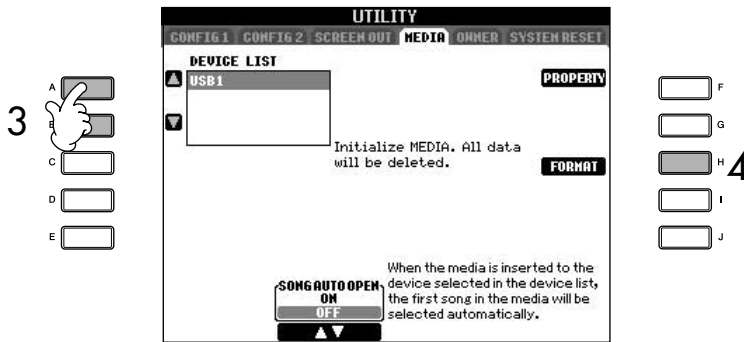 UTILITY
CONFIG 1 CONFIG 2 SCREEN OUT MEDIA OWNER SYSTEM RESET
DEVICE LIST
USB1
PROPERTY
Initialize MEDIA. All data
will be deleted.
FORMAT
When the media is inserted to the
device selected in the device list,
the first song in the media will be
selected automatically.
SONG AUTO OPEN
ON
OFF
3
A
B
C
D
E
F
G
H
I
J
4